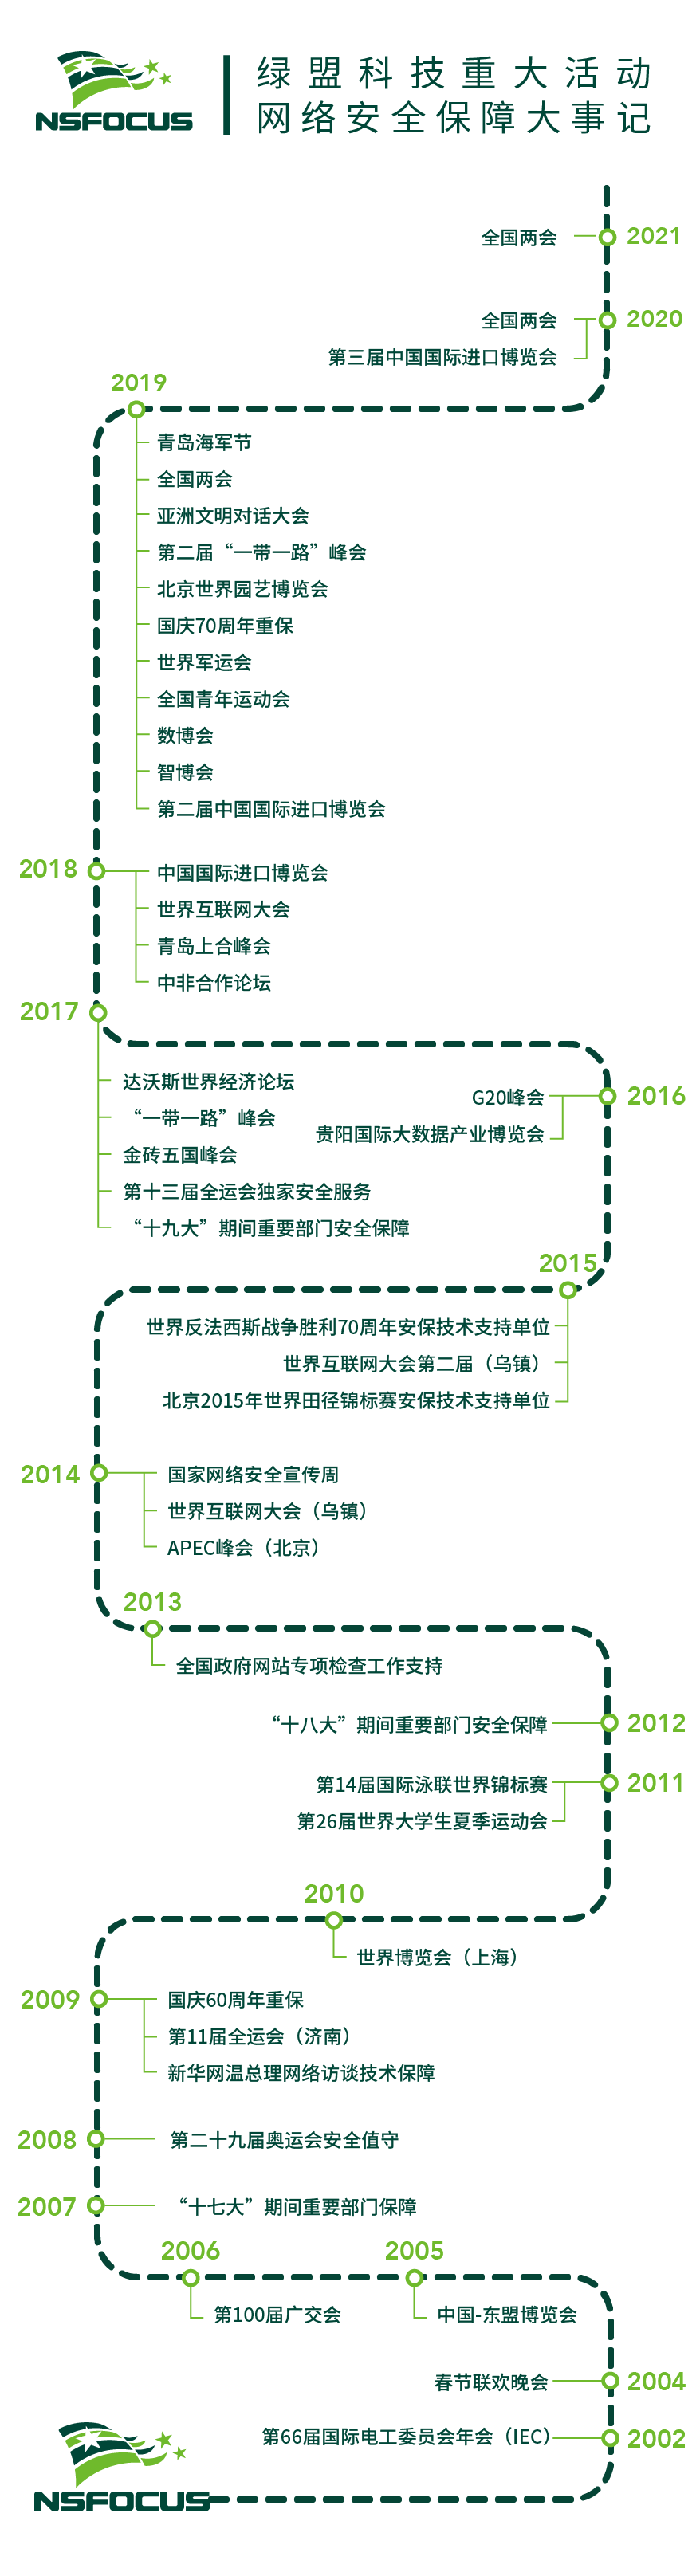 NSFOCUS
绿盟科技重大活动
网络安全保障大事记
2021
全国两会
2020
全国两会
第三届中国国际进口博览会
2019
青岛海军节
全国两会
亚洲文明对话大会
第二届“一带一路”峰会
北京世界园艺博览会
国庆70周年重保
世界军运会
全国青年运动会
数博会
智博会
第二届中国国际进口博览会
2018
中国国际进口博览会
世界互联网大会
青岛上合峰会
中非合作论坛
2017
达沃斯世界经济论坛
“一带一路”峰会
金砖五国峰会
第十三届全运会独家安全服务
“十九大”期间重要部门安全保障
2016
G20峰会
贵阳国际大数据产业博览会
2015
世界反法西斯战争胜利70周年安保技术支持单位
世界互联网大会第二届（乌镇）
北京2015年世界田径锦标赛安保技术支持单位
2014
国家网络安全宣传周
世界互联网大会（乌镇）
APEC峰会（北京）
2013
全国政府网站专项检查工作支持
2012
“十八大”期间重要部门安全保障
2011
第14届国际泳联世界锦标赛
第26届世界大学生夏季运动会
2010
世界博览会（上海）
2009
国庆60周年重保
第11届全运会（济南）
新华网温总理网络访谈技术保障
2008
第二十九届奥运会安全值守
2007
“十七大”期间重要部门保障
2006
第100届广交会
2005
中国-东盟博览会
2004
春节联欢晚会
2002
第66届国际电工委员会年会（IEC）
NSFOCUS